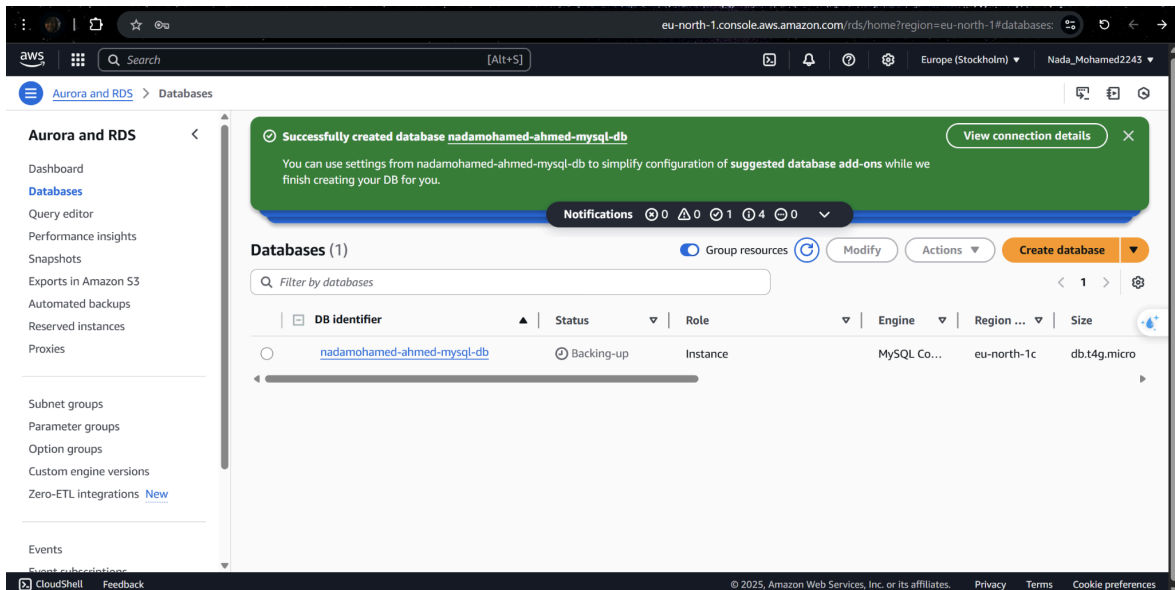 eu-north-1.console.aws.amazon.com/rds/home?region=eu-north-1#databases:
aws Search [Alt+S] Europe (Stockholm) Nada_Mohamed2243
Aurora and RDS > Databases
Aurora and RDS
Dashboard
Databases
Query editor
Performance insights
Snapshots
Exports in Amazon S3
Automated backups
Reserved instances
Proxies
Subnet groups
Parameter groups
Option groups
Custom engine versions
Zero-ETL integrations New
Events
Event subscriptions
Successfully created database nadamohamed-ahmed-mysql-db
View connection details
You can use settings from nadamohamed-ahmed-mysql-db to simplify configuration of suggested database add-ons while we
finish creating your DB for you.
Notifications 0 0 1 4 0
Databases (1) Group resources Modify Actions Create database
Filter by databases 1
DB identifier Status Role Engine Region ... Size
nadamohamed-ahmed-mysql-db Backing-up Instance MySQL Co... eu-north-1c db.t4g.micro
CloudShell Feedback © 2025, Amazon Web Services, Inc. or its affiliates. Privacy Terms Cookie preferences